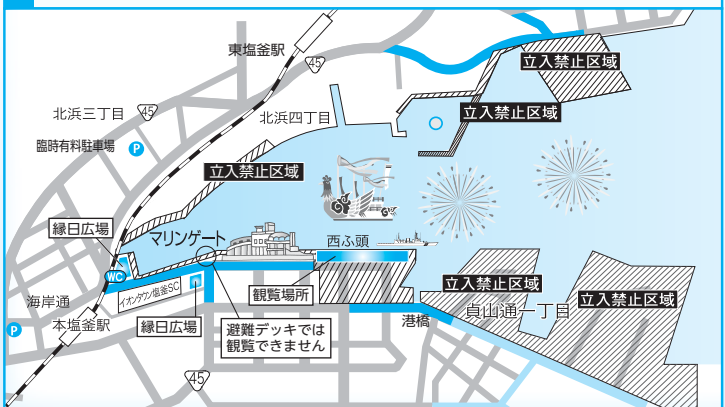 東塩釜駅
45
立入禁止区域
北浜三丁目
45
北浜四丁目
立入禁止区域
臨時有料駐車場
P
立入禁止区域
縁日広場
マリンゲート
西ふ頭
WC
イオンタウン塩釜SC
観覧場所
立入禁止区域
立入禁止区域
海岸通
貞山通一丁目
本塩釜駅
P
縁日広場
避難デッキでは
観覧できません
港橋
45